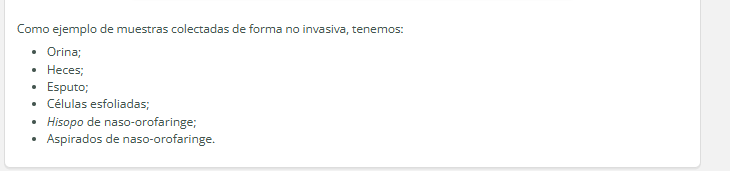 Como ejemplo de muestras colectadas de forma no invasiva, tenemos:
• Orina;
• Heces;
• Esputo;
• Células esfoliadas;
• Hisopo de naso-orofaringe;
• Aspirados de naso-orofaringe.